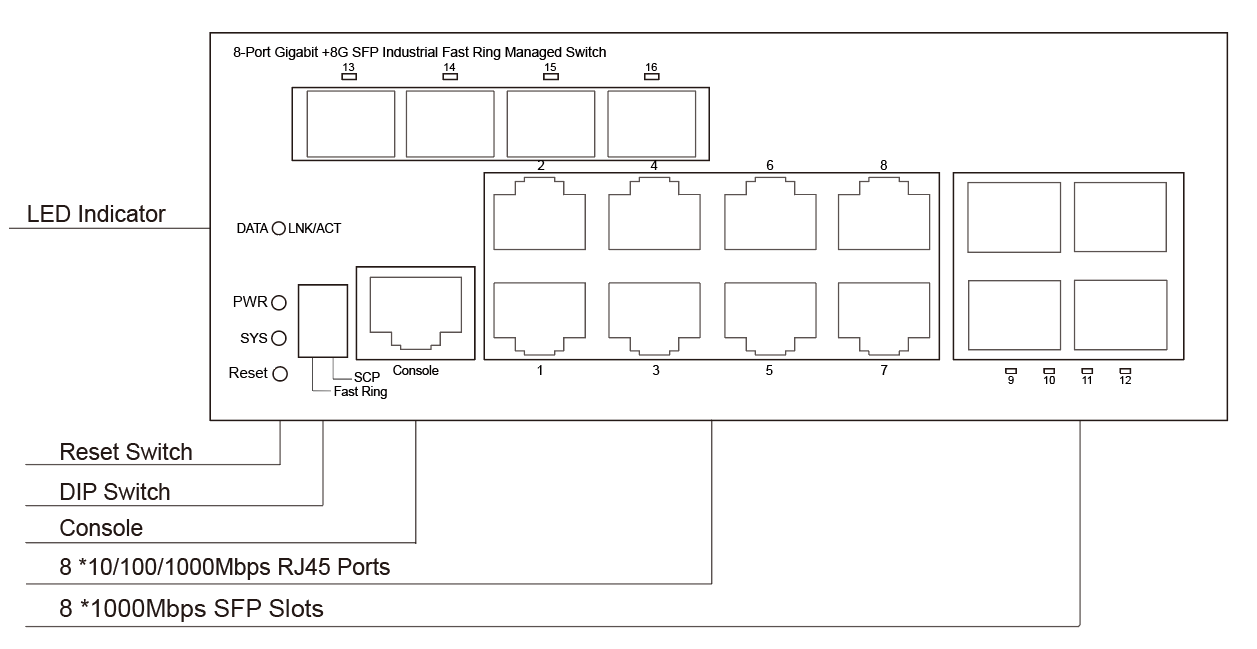 8-Port Gigabit +8G SFP Industrial Fast Ring Managed Switch
13 14 15 16
2 4 6 8
LED Indicator
DATA LNK/ACT
PWR
SYS
Reset
SCP
Fast Ring
Console
1 3 5 7
9 10 11 12
Reset Switch
DIP Switch
Console
8 *10/100/1000Mbps RJ45 Ports
8 *1000Mbps SFP Slots